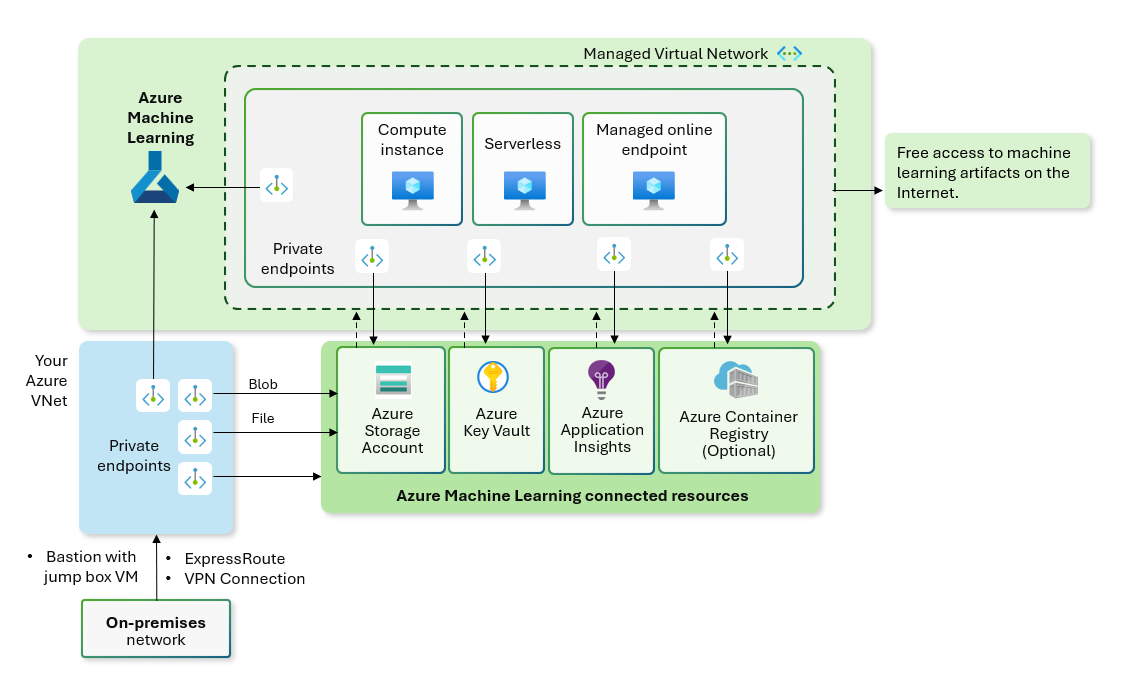 Managed Virtual Network
Azure
Machine
Learning
Compute
instance
Serverless
Managed online
endpoint
Free access to machine
learning artifacts on the
Internet.
Private
endpoints
Your
Azure
VNet
Private
endpoints
Blob
File
Azure
Storage
Account
Azure
Key Vault
Azure
Application
Insights
Azure Container
Registry
(Optional)
Azure Machine Learning connected resources
• Bastion with
jump box VM
• ExpressRoute
• VPN Connection
On-premises
network